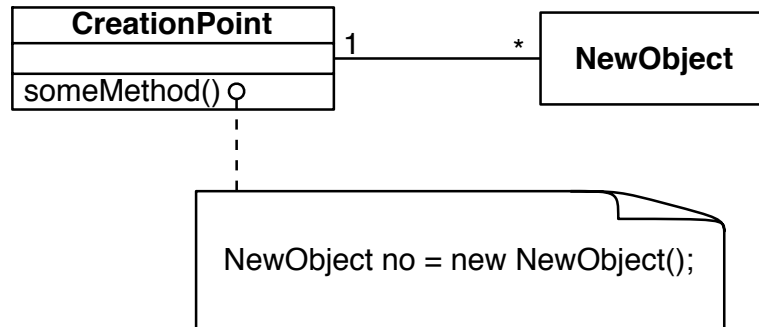 CreationPoint
1
*
NewObject
someMethod()
NewObject no = new NewObject();